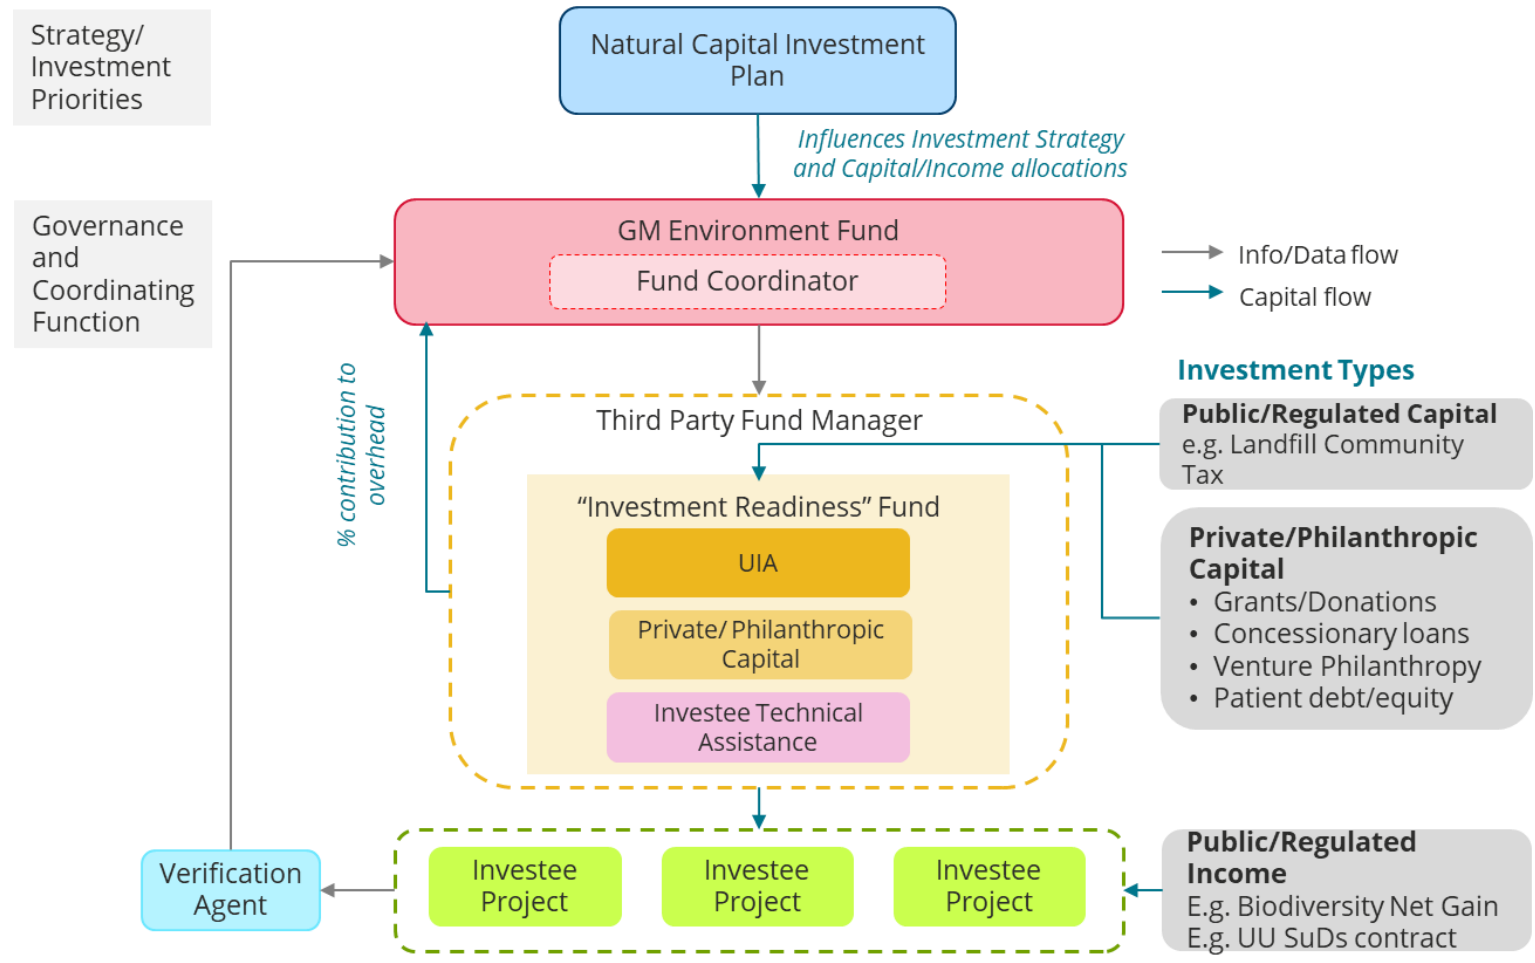 Strategy/
Investment
Priorities
Natural Capital Investment
Plan
Influences Investment Strategy
and Capital/Income allocations
Governance
and
Coordinating
Function
GM Environment Fund
Fund Coordinator
Info/Data flow
Capital flow
% contribution to
overhead
Third Party Fund Manager
“Investment Readiness” Fund
UIA
Private/ Philanthropic
Capital
Investee Technical
Assistance
Investment Types
Public/Regulated Capital
e.g. Landfill Community
Tax
Private/Philanthropic
Capital
• Grants/Donations
• Concessionary loans
• Venture Philanthropy
• Patient debt/equity
Verification
Agent
Investee
Project
Investee
Project
Investee
Project
Public/Regulated
Income
E.g. Biodiversity Net Gain
E.g. UU SuDs contract